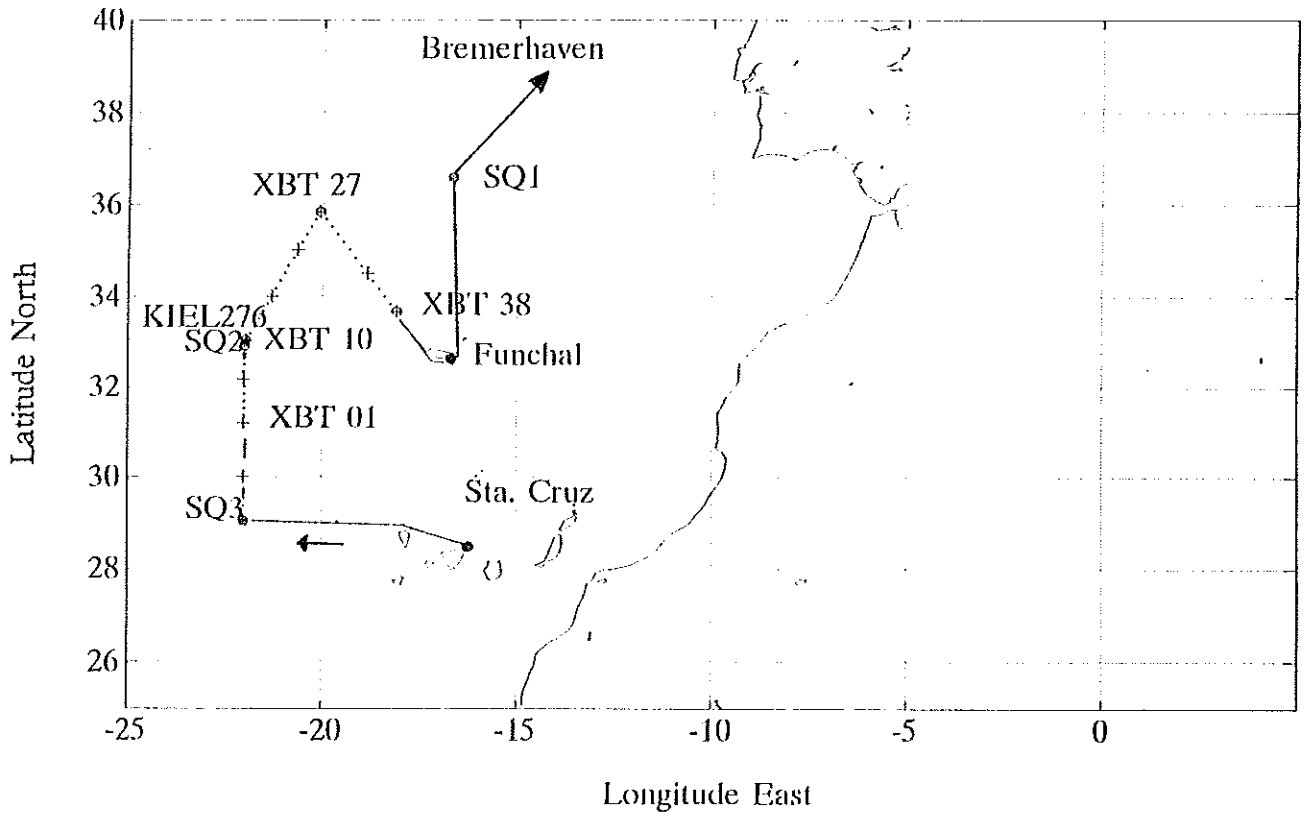 40
Bremerhaven
38
SQ1
XBT 27
36
34
XBT 38
KIEL276
SQ2
XBT 10
Funchal
32
XBT 01
30
Sta. Cruz
SQ3
28
26
-25
-20
-15
-10
-5
0
Latitude North
Longitude East